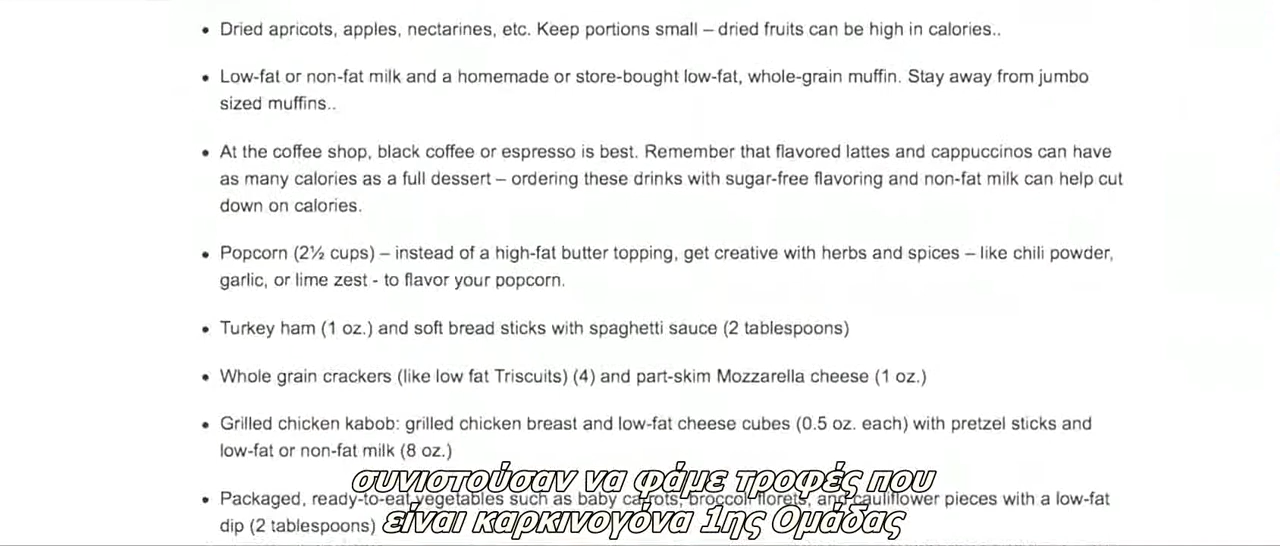 Dried apricots, apples, nectarines, etc. Keep portions small – dried fruits can be high in calories..
Low-fat or non-fat milk and a homemade or store-bought low-fat, whole-grain muffin. Stay away from jumbo
sized muffins..
At the coffee shop, black coffee or espresso is best. Remember that flavored lattes and cappuccinos can have
as many calories as a full dessert – ordering these drinks with sugar-free flavoring and non-fat milk can help cut
down on calories.
Popcorn (2½ cups) – instead of a high-fat butter topping, get creative with herbs and spices – like chili powder,
garlic, or lime zest - to flavor your popcorn.
Turkey ham (1 oz.) and soft bread sticks with spaghetti sauce (2 tablespoons)
Whole grain crackers (like low fat Triscuits) (4) and part-skim Mozzarella cheese (1 oz.)
Grilled chicken kabob: grilled chicken breast and low-fat cheese cubes (0.5 oz. each) with pretzel sticks and
low-fat or non-fat milk (8 oz.)
συνιστούσαν να φάμε τροφές που
Packaged, ready-to-eat vegetables such as baby carrots, broccoli florets, and cauliflower pieces with a low-fat
dip (2 tablespoons)
είναι καρκινογόνα 1ης Ομάδας